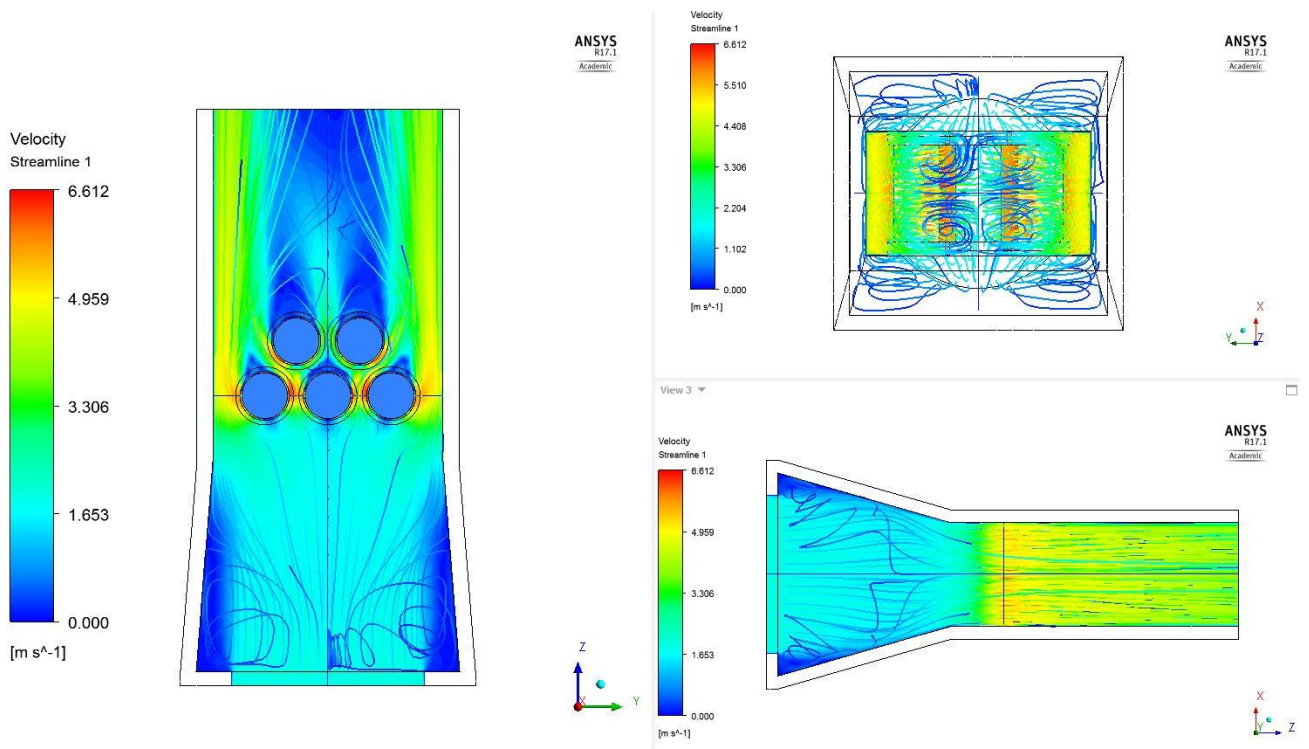 Velocity
Streamline 1
6.612
4.959
3.306
1.653
0.000
[m s^-1]
ANSYS
R17.1
Academic
Z
X
Y
Velocity
Streamline 1
6.612
5.510
4.408
3.306
2.204
1.102
0.000
[m s^-1]
ANSYS
R17.1
Academic
X
Y
Z
View 3
Velocity
Streamline 1
6.612
4.959
3.306
1.653
0.000
[m s^-1]
ANSYS
R17.1
Academic
X
Y
Z